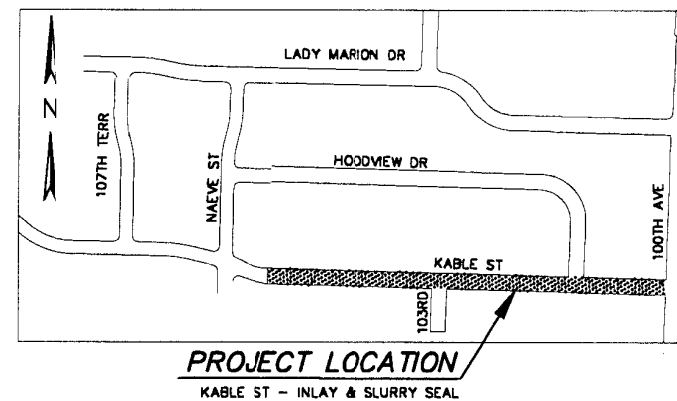 LADY MARION DR
N
107TH TERR
NAEVE ST
HOODVIEW DR
100TH AVE
KABLE ST
103RD
PROJECT LOCATION
KABLE ST - INLAY & SLURRY SEAL